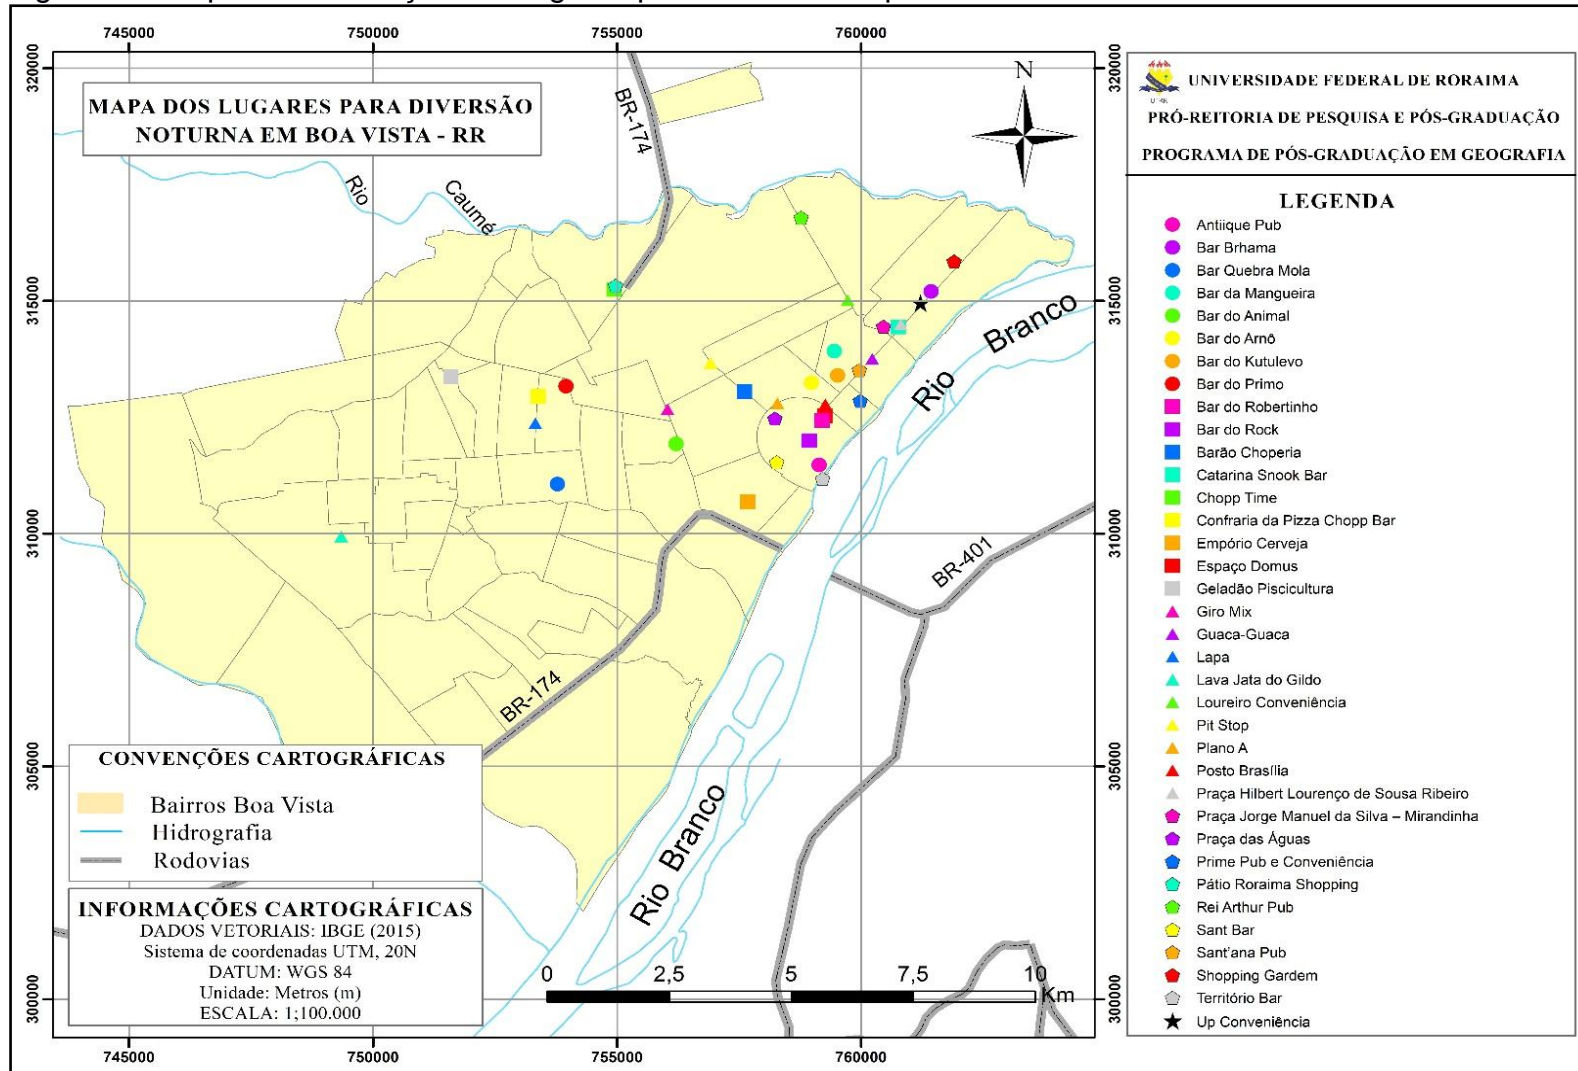 745000 750000 755000 760000
320000
315000
310000
305000
300000
MAPA DOS LUGARES PARA DIVERSÃO
NOTURNA EM BOA VISTA - RR
N
BR-174
Rio
Caumé
Rio
Branco
BR-401
BR-174
Rio Branco
CONVENÇÕES CARTOGRÁFICAS
Bairros Boa Vista
Hidrografia
Rodovias
INFORMAÇÕES CARTOGRÁFICAS
DADOS VETORIAIS: IBGE (2015)
Sistema de coordenadas UTM, 20N
DATUM: WGS 84
Unidade: Metros (m)
ESCALA: 1;100.000
0 2,5 5 7,5 10
Km
320000
315000
310000
305000
300000
745000 750000 755000 760000
UNIVERSIDADE FEDERAL DE RORAIMA
PRÓ-REITORIA DE PESQUISA E PÓS-GRADUAÇÃO
PROGRAMA DE PÓS-GRADUAÇÃO EM GEOGRAFIA
LEGENDA
Antiique Pub
Bar Brhama
Bar Quebra Mola
Bar da Mangueira
Bar do Animal
Bar do Arnô
Bar do Kutulevo
Bar do Primo
Bar do Robertinho
Bar do Rock
Barão Choperia
Catarina Snook Bar
Chopp Time
Confraria da Pizza Chopp Bar
Empório Cerveja
Espaço Domus
Geladão Piscicultura
Giro Mix
Guaca-Guaca
Lapa
Lava Jata do Gildo
Loureiro Conveniência
Pit Stop
Plano A
Posto Brasília
Praça Hilbert Lourenço de Sousa Ribeiro
Praça Jorge Manuel da Silva – Mirandinha
Praça das Águas
Prime Pub e Conveniência
Pátio Roraima Shopping
Rei Arthur Pub
Sant Bar
Sant'ana Pub
Shopping Gardem
Território Bar
Up Conveniência